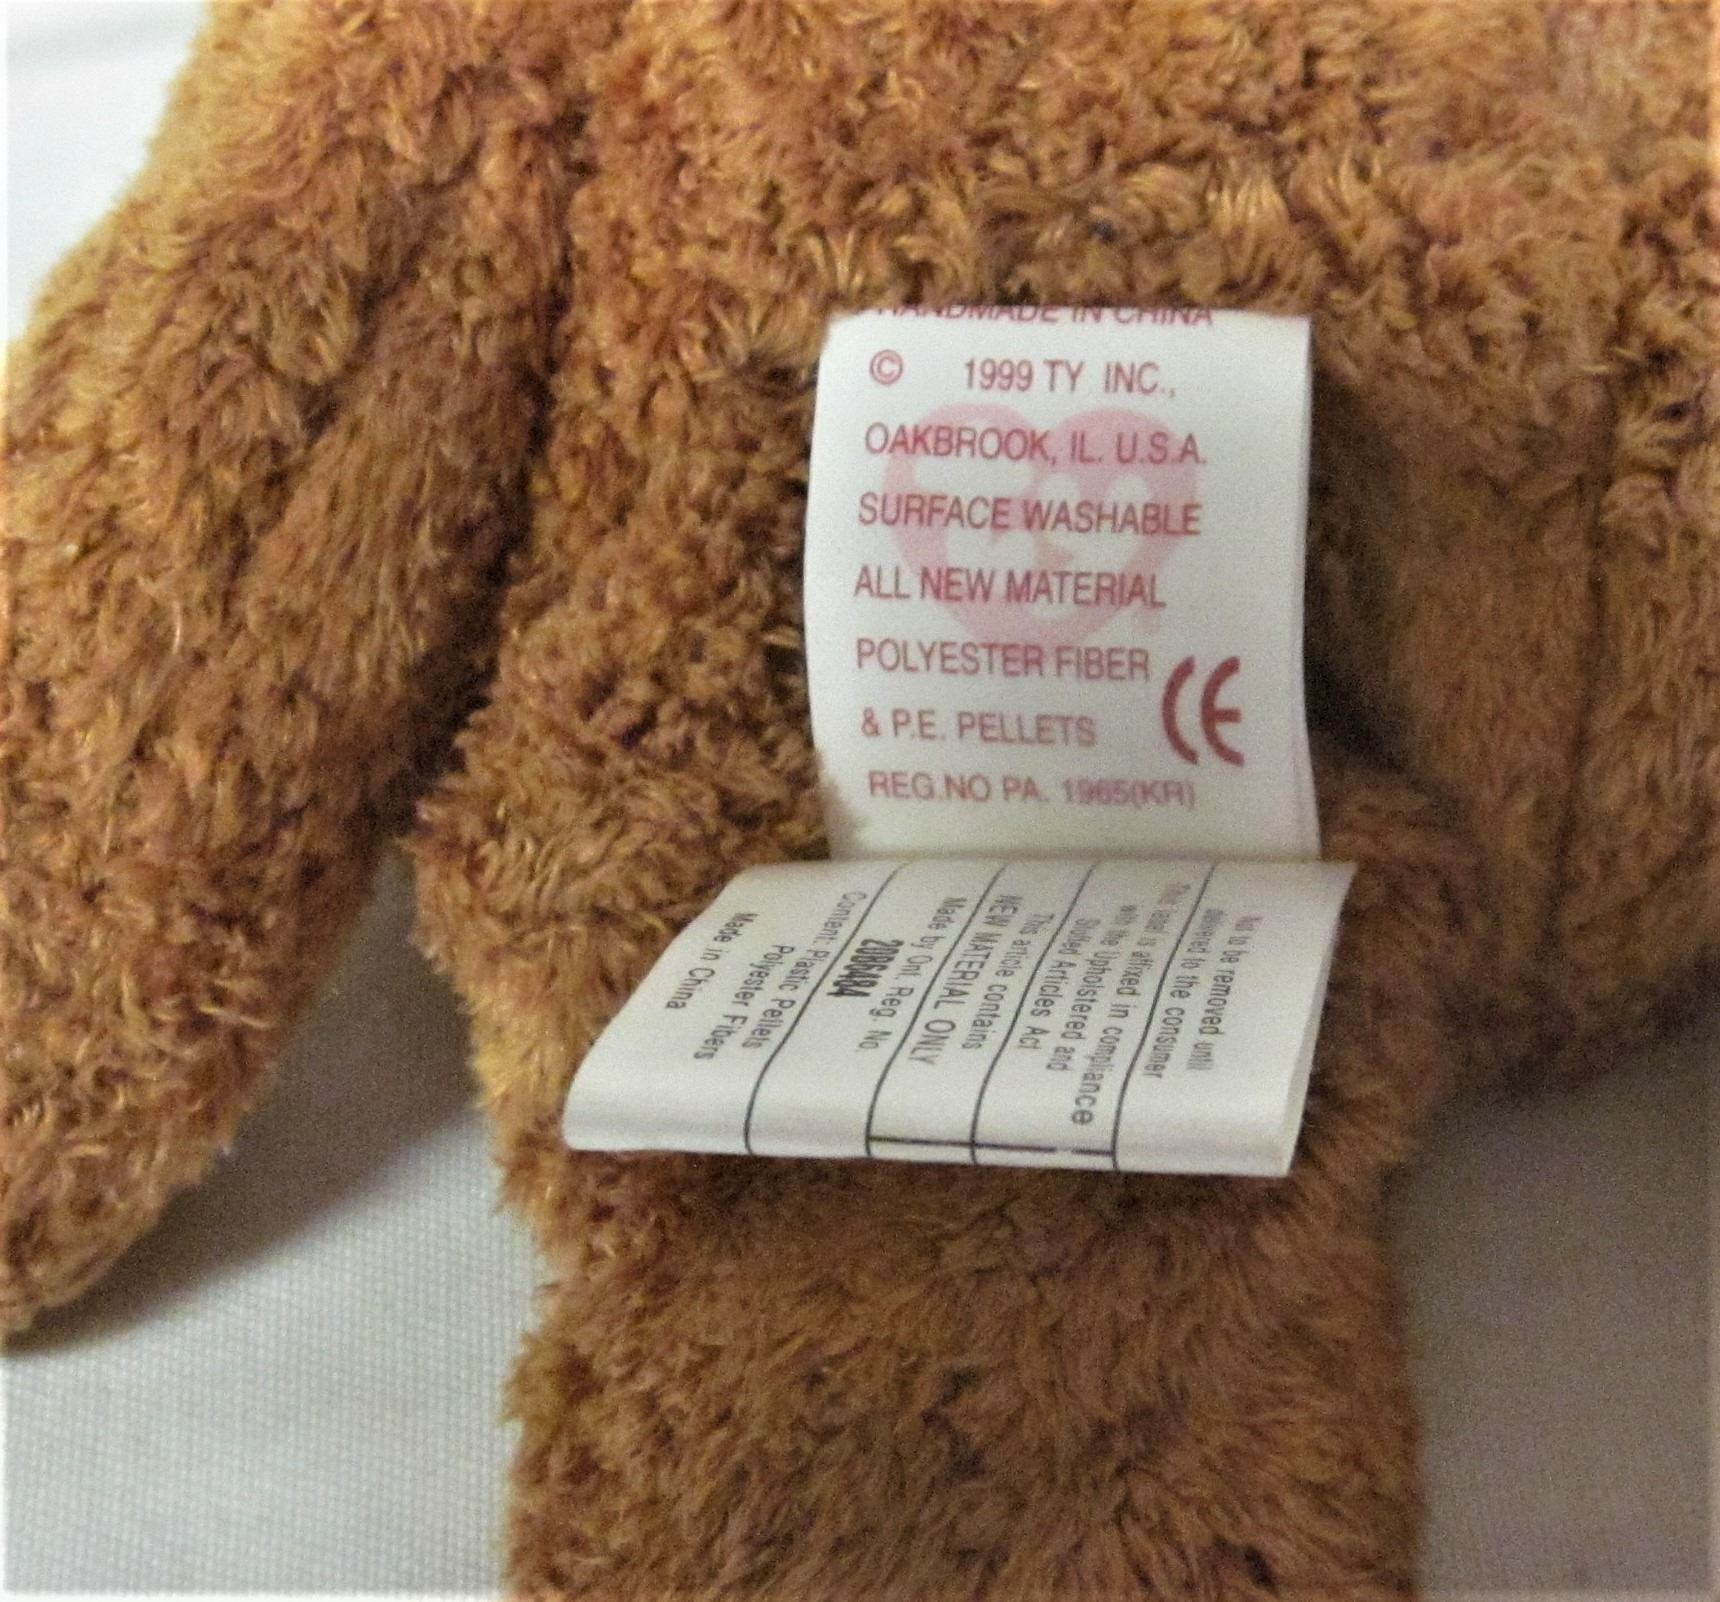 HANDMADE IN CHINA
© 1999 TY INC.,
OAKBROOK, IL. U.S.A.
SURFACE WASHABLE
ALL NEW MATERIAL
POLYESTER FIBER
& P.E. PELLETS
CE
REG.NO PA. 1965(KR)
Not to be removed until
delivered to the consumer
This label is affixed in compliance
with the Upholstered and
Stuffed Articles Act
This article contains
NEW MATERIAL ONLY
Made by Ont. Reg. No.
20B6484
Content: Plastic Pellets
Polyester Fibers
Made in China